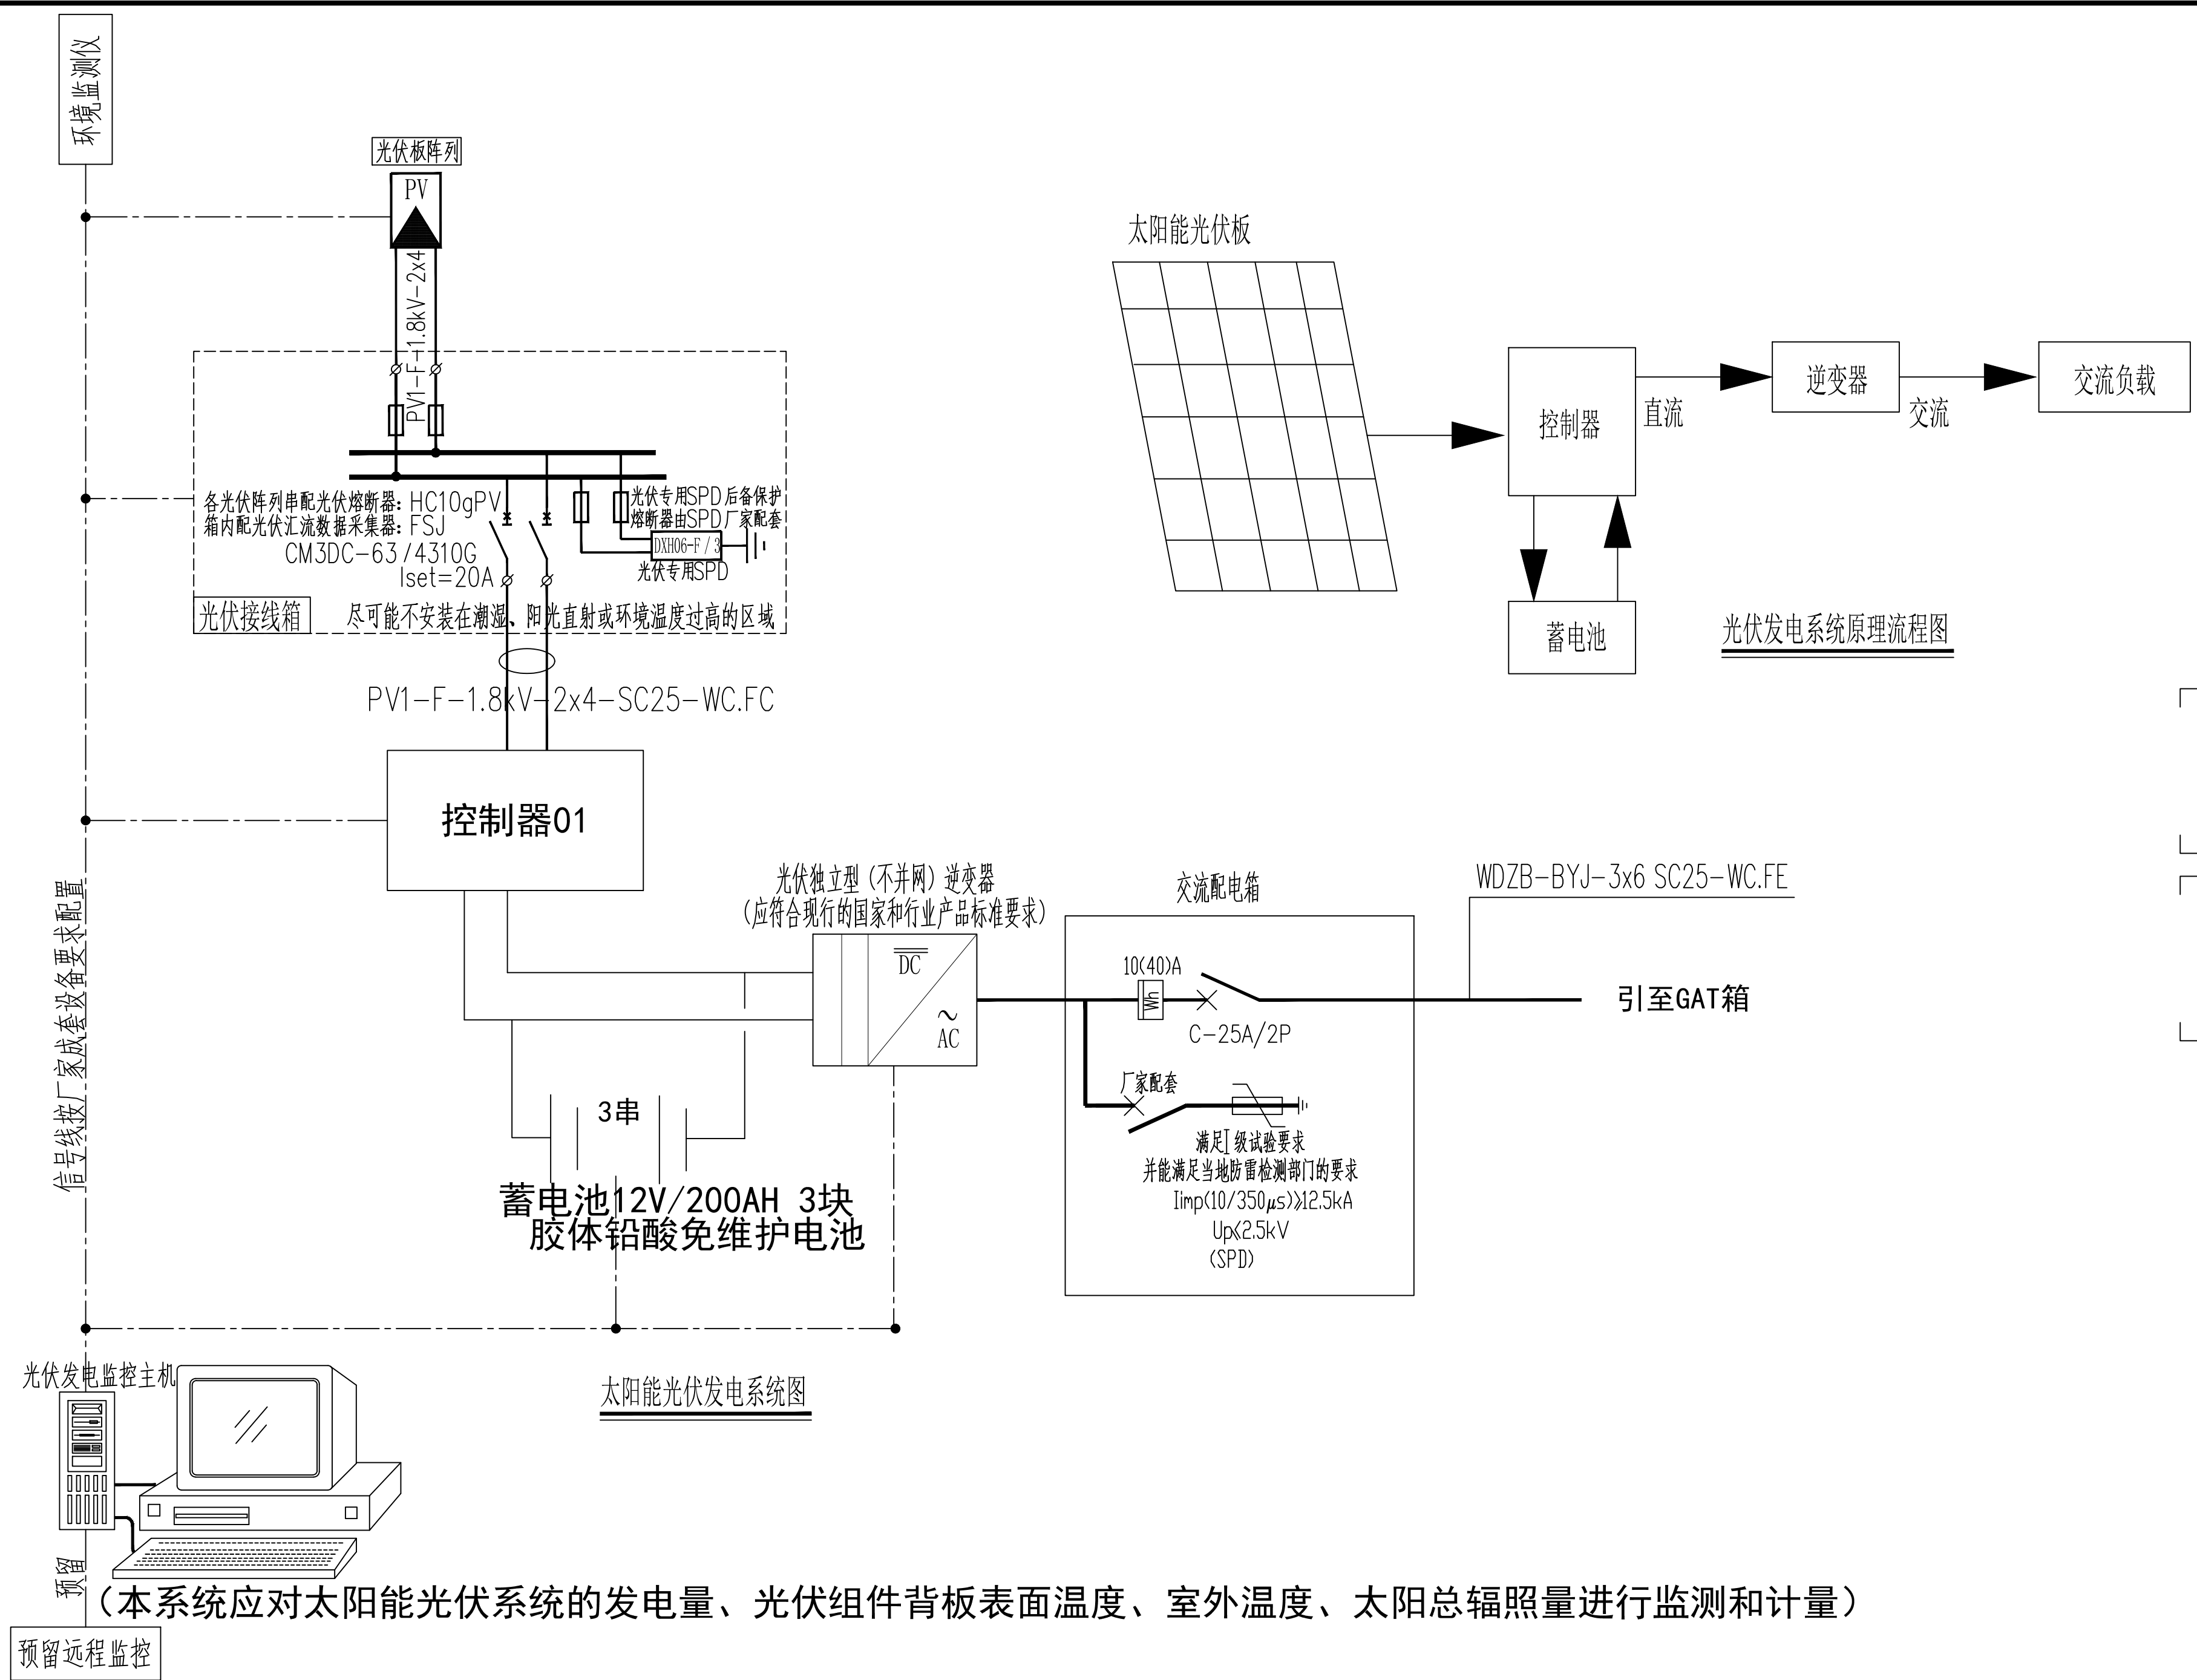 环境监测仪
光伏板阵列
PV
PV1-F-1.8kV-2x4
各光伏阵列串配光伏熔断器：HC10gPV
箱内配光伏汇流数据采集器：FSJ
CM3DC-63/4310G
Iset=20A
光伏专用SPD后备保护
熔断器由SPD厂家配套
DXH06-F/3
光伏专用SPD
光伏接线箱
尽可能不安装在潮湿、阳光直射或环境温度过高的区域
PV1-F-1.8kV-2x4-SC25-WC.FC
控制器01
太阳能光伏板
控制器
直流
逆变器
交流
交流负载
蓄电池
光伏发电系统原理流程图
光伏独立型（不并网）逆变器
（应符合现行的国家和行业产品标准要求）
DC
AC
交流配电箱
10(40)A
Wh
C-25A/2P
厂家配套
满足I级试验要求
并能满足当地防雷检测部门的要求
Iimp(10/350μs)≥12.5kA
Up≤2.5kV
(SPD)
WDZB-BYJ-3x6 SC25-WC.FE
引至GAT箱
3串
蓄电池12V/200AH 3块
胶体铅酸免维护电池
信号线按厂家成套设备要求配置
太阳能光伏发电系统图
光伏发电监控主机
预留
（本系统应对太阳能光伏系统的发电量、光伏组件背板表面温度、室外温度、太阳总辐照量进行监测和计量）
预留远程监控